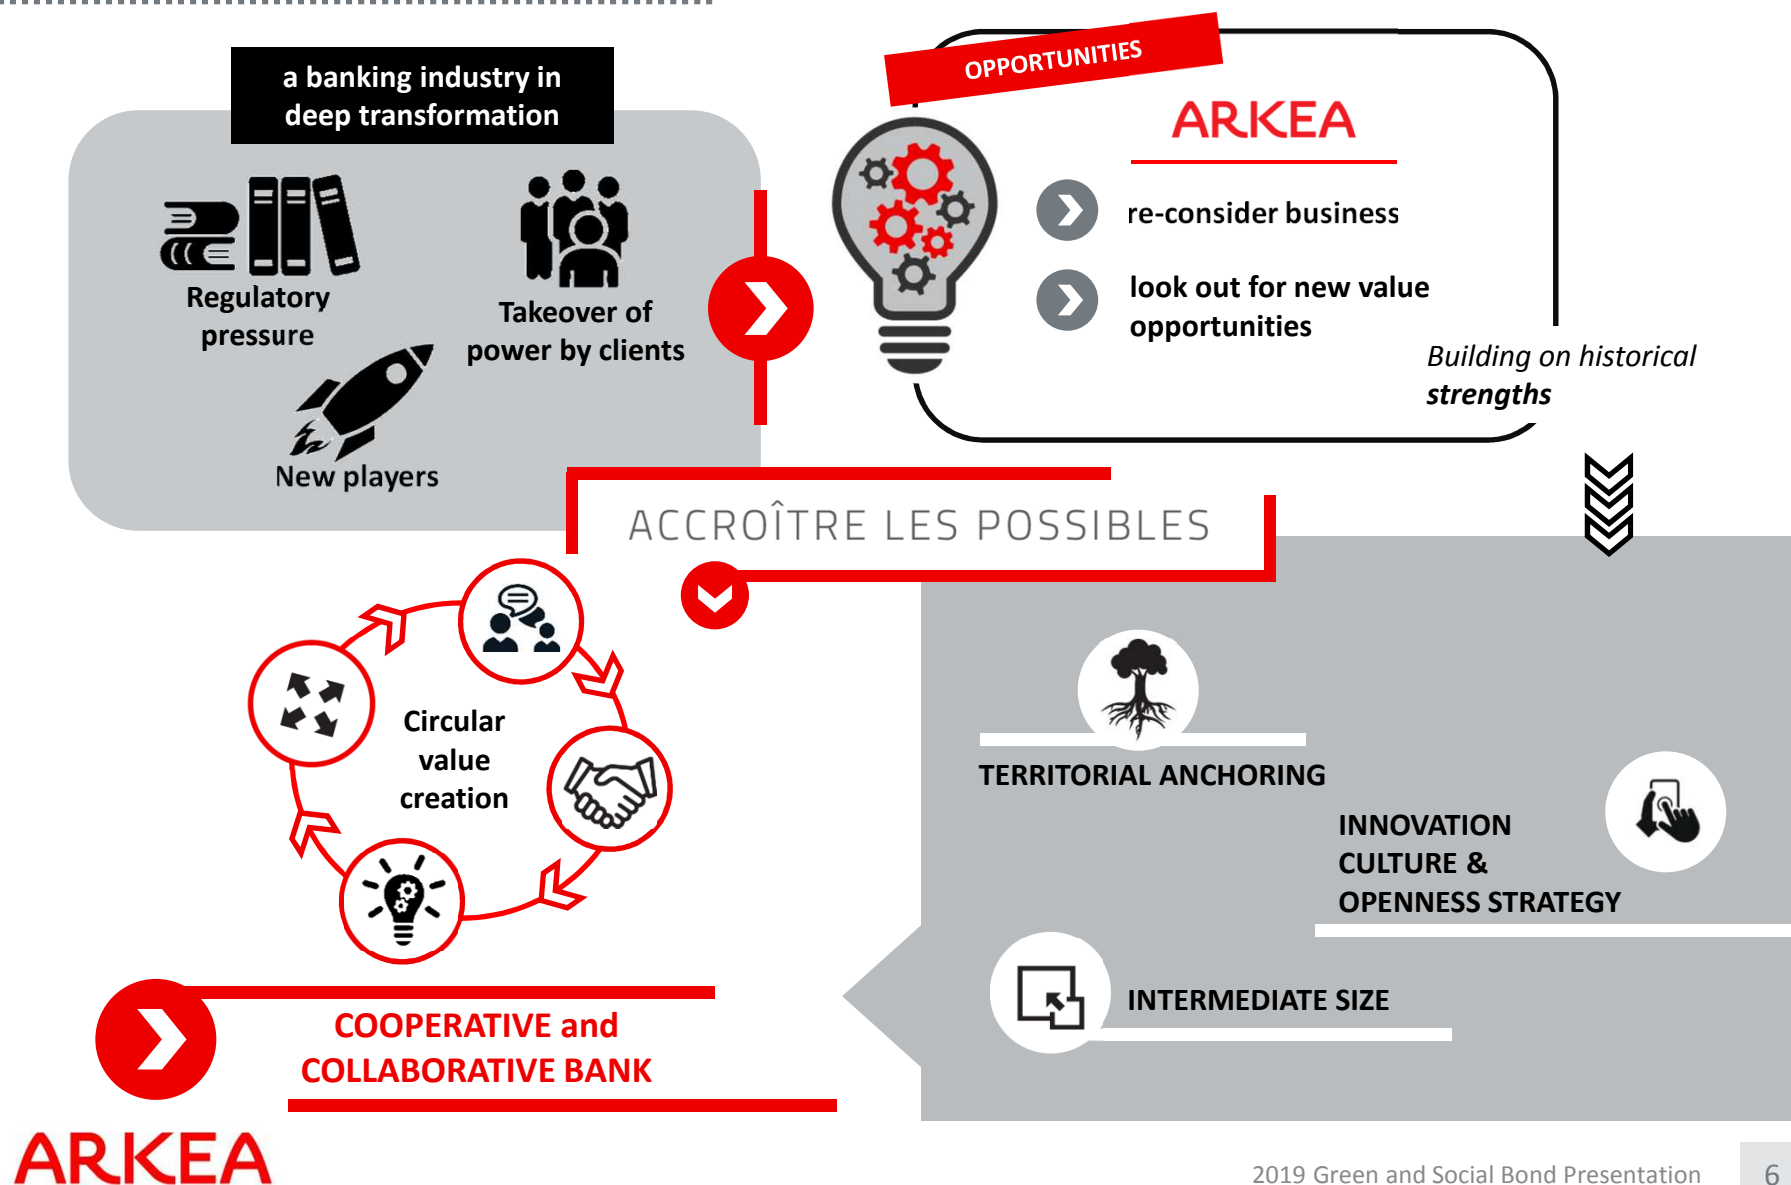 a banking industry in
deep transformation
Regulatory
pressure
Takeover of
power by clients
New players
OPPORTUNITIES
ARKEA
re-consider business
look out for new value
opportunities
Building on historical
strengths
ACCROÎTRE LES POSSIBLES
Circular
value
creation
TERRITORIAL ANCHORING
INNOVATION
CULTURE &
OPENNESS STRATEGY
INTERMEDIATE SIZE
COOPERATIVE and
COLLABORATIVE BANK
ARKEA
2019 Green and Social Bond Presentation
6